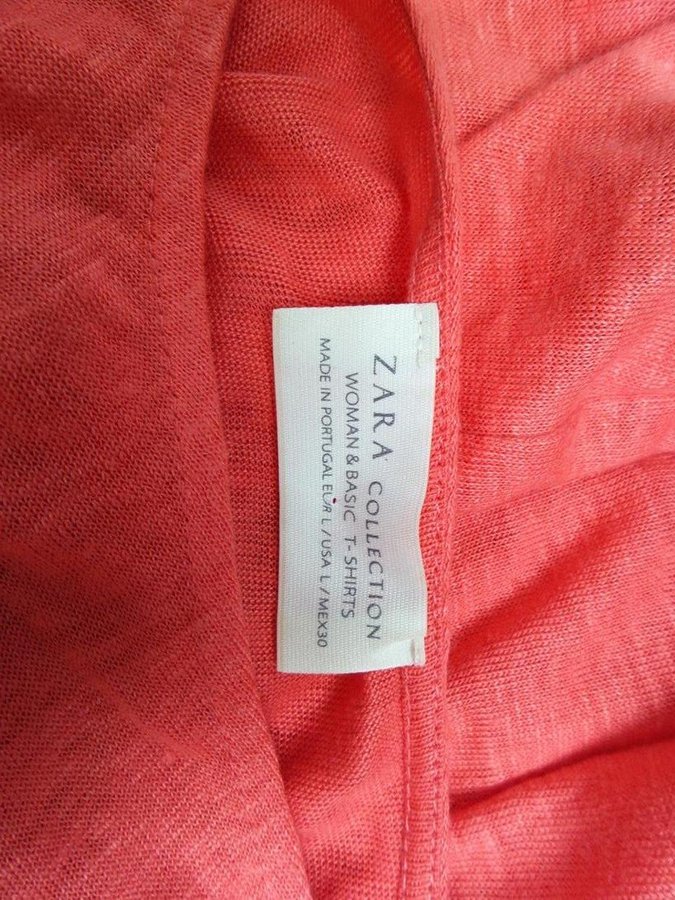 ZARA COLLECTION
WOMAN & BASIC T-SHIRTS
MADE IN PORTUGAL EUR L / USA L / MEX30